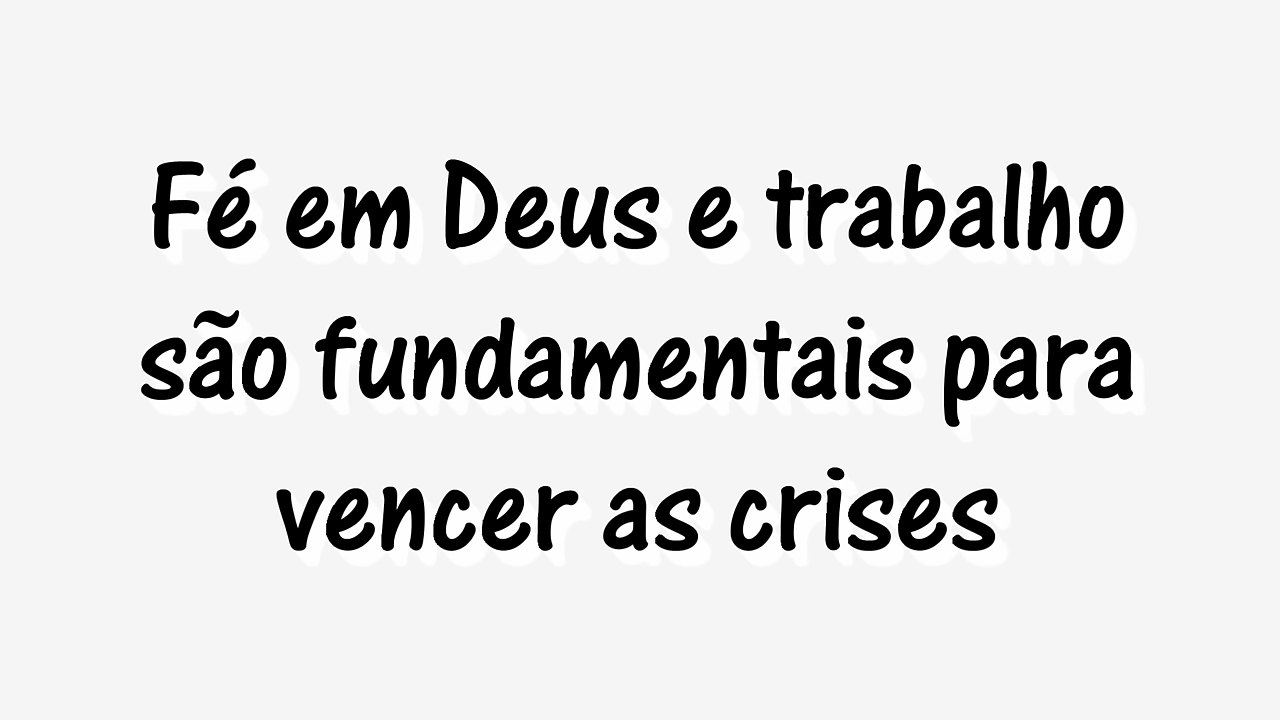 Fé em Deus e trabalho
são fundamentais para
vencer as crises